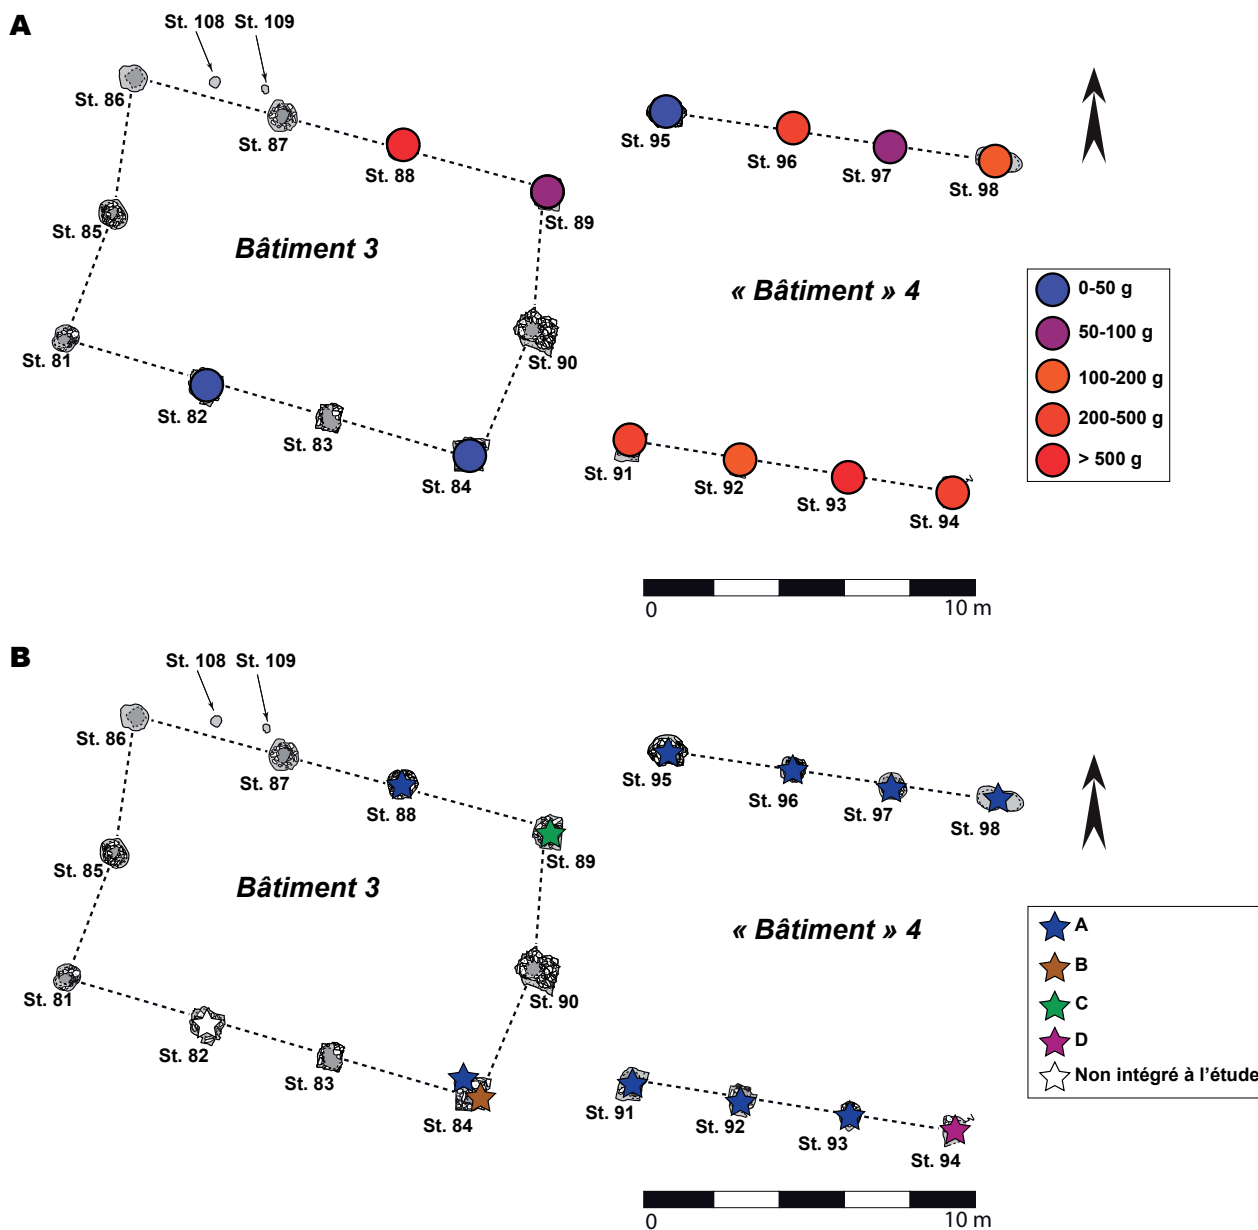 A
St. 108
St. 109
St. 86
St. 87
St. 88
St. 89
St. 85
Bâtiment 3
St. 81
St. 82
St. 83
St. 84
St. 90
St. 95
St. 96
St. 97
St. 98
« Bâtiment » 4
St. 91
St. 92
St. 93
St. 94
0-50 g
50-100 g
100-200 g
200-500 g
> 500 g
0
10 m
B
St. 108
St. 109
St. 86
St. 87
St. 88
St. 89
St. 85
Bâtiment 3
St. 81
St. 82
St. 83
St. 84
St. 90
St. 95
St. 96
St. 97
St. 98
« Bâtiment » 4
St. 91
St. 92
St. 93
St. 94
A
B
C
D
Non intégré à l'étude
0
10 m